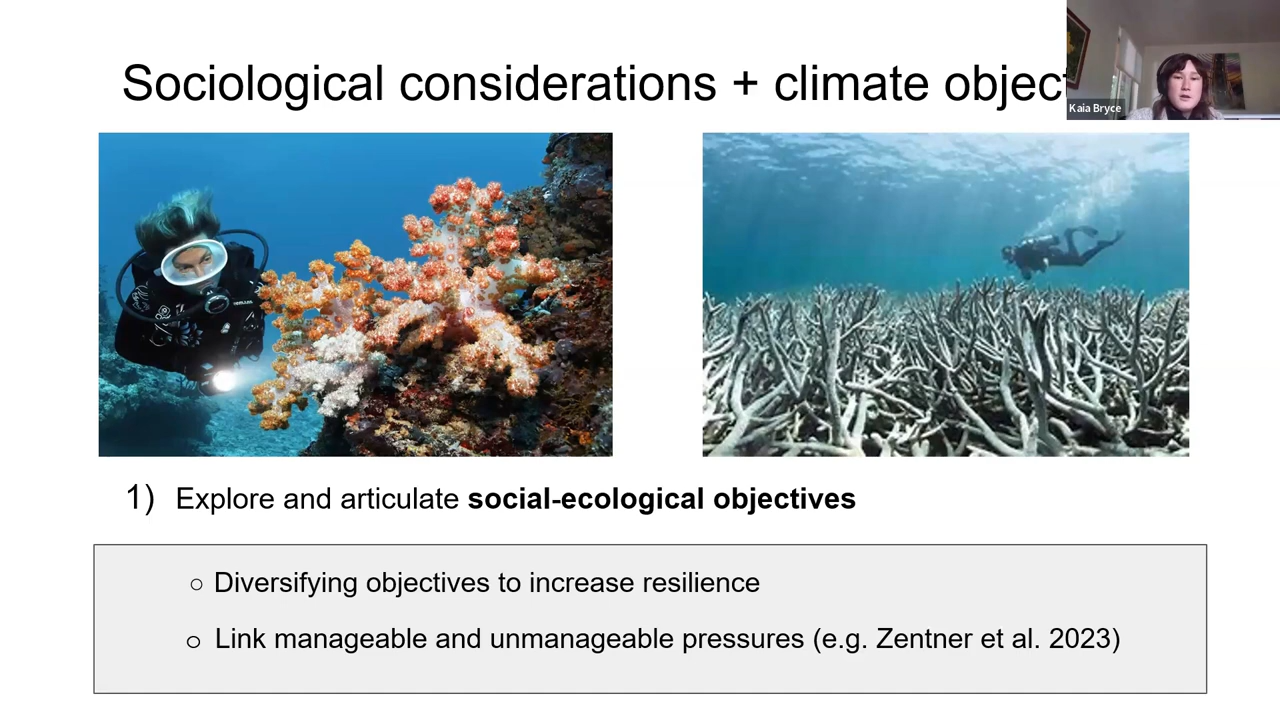 Sociological considerations + climate object
Kaia Bryce
1) Explore and articulate social-ecological objectives
○ Diversifying objectives to increase resilience
○ Link manageable and unmanageable pressures (e.g. Zentner et al. 2023)